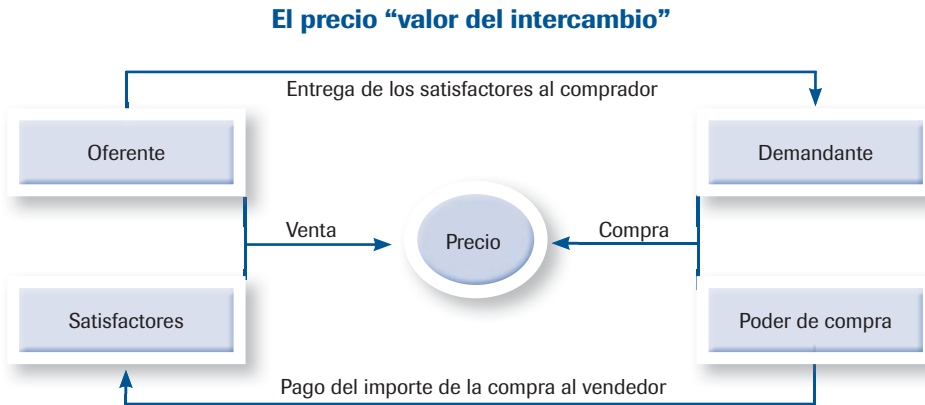 El precio “valor del intercambio”
Entrega de los satisfactores al comprador
Oferente
Demandante
Venta
Precio
Compra
Satisfactores
Poder de compra
Pago del importe de la compra al vendedor